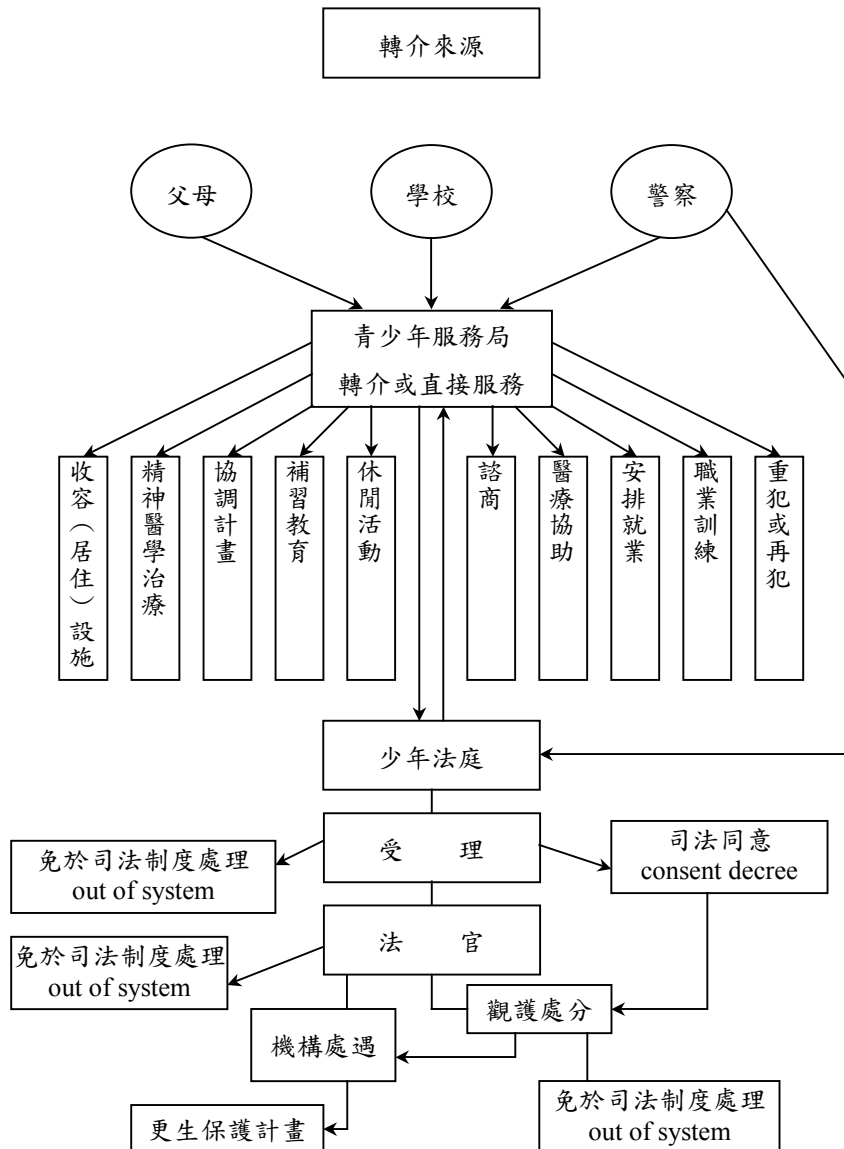 轉介來源
父母
學校
警察
青少年服務局
轉介或直接服務
收容（居住）設施
精神醫學治療
協調計畫
補習教育
休閒活動
諮商
醫療協助
安排就業
職業訓練
重犯或再犯
少年法庭
受 理
免於司法制度處理
out of system
司法同意
consent decree
法 官
免於司法制度處理
out of system
觀護處分
機構處遇
更生保護計畫
免於司法制度處理
out of system